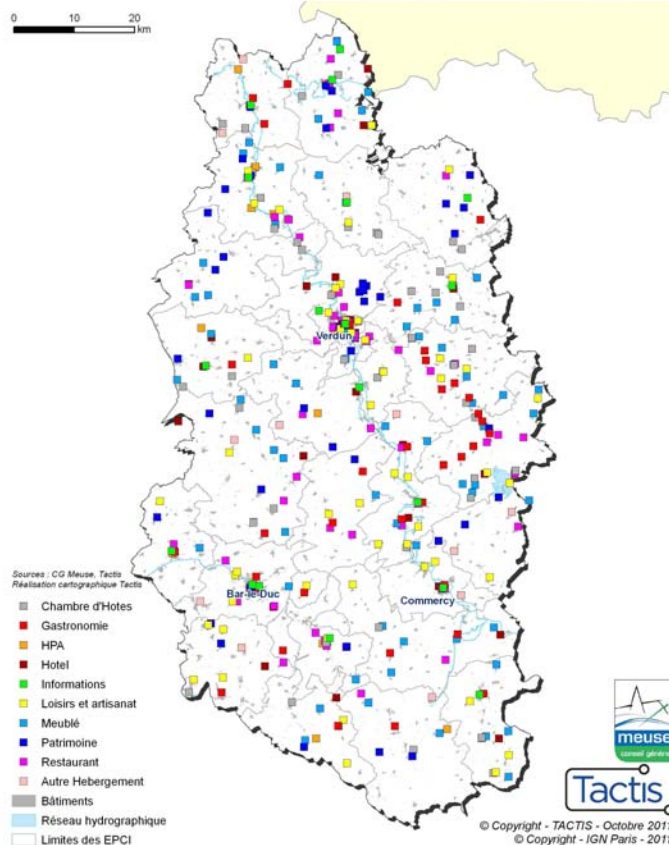 0 10 20
km
Verdun
Bar-le-Duc
Commercy
Sources : CG Meuse, Tactis
Réalisation cartographique Tactis
Chambre d'Hotes
Gastronomie
HPA
Hotel
Informations
Loisirs et artisanat
Meublé
Patrimoine
Restaurant
Autre Hebergement
Bâtiments
Réseau hydrographique
Limites des EPCI
meuse
conseil général
Tactis
© Copyright - TACTIS - Octobre 2011
© Copyright - IGN Paris - 2011